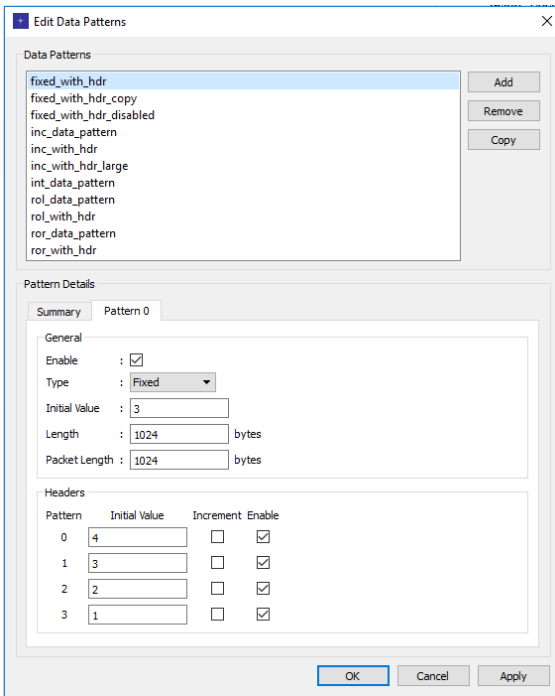 Edit Data Patterns
Data Patterns
fixed_with_hdr
fixed_with_hdr_copy
fixed_with_hdr_disabled
inc_data_pattern
inc_with_hdr
inc_with_hdr_large
int_data_pattern
rol_data_pattern
rol_with_hdr
ror_data_pattern
ror_with_hdr
Add
Remove
Copy
Pattern Details
Summary Pattern 0
General
Enable :
Type : Fixed
Initial Value : 3
Length : 1024 bytes
Packet Length : 1024 bytes
Headers
Pattern Initial Value Increment Enable
0 4
1 3
2 2
3 1
OK Cancel Apply